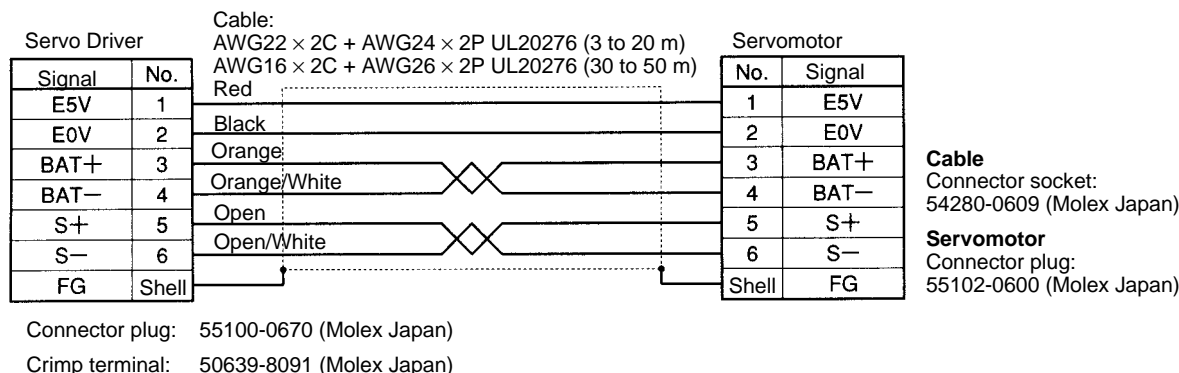 Cable:
AWG22 × 2C + AWG24 × 2P UL20276 (3 to 20 m)
AWG16 × 2C + AWG26 × 2P UL20276 (30 to 50 m)
Servo Driver
Signal No.
E5V 1
E0V 2
BAT+ 3
BAT− 4
S+ 5
S− 6
FG Shell
Red
Black
Orange
Orange/White
Open
Open/White
Servomotor
No. Signal
1 E5V
2 E0V
3 BAT+
4 BAT−
5 S+
6 S−
Shell FG
Cable
Connector socket:
54280-0609 (Molex Japan)
Servomotor
Connector plug:
55102-0600 (Molex Japan)
Connector plug: 55100-0670 (Molex Japan)
Crimp terminal: 50639-8091 (Molex Japan)